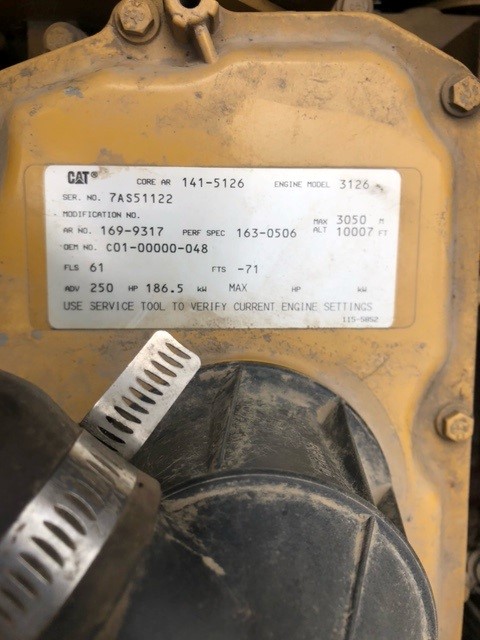 CAT® CORE AR 141-5126 ENGINE MODEL 3126
SER. NO. 7AS51122
MODIFICATION NO.
AR NO. 169-9317 PERF SPEC 163-0506 MAX ALT 3050 M 10007 FT
OEM NO. C01-00000-048
FLS 61 FTS -71
ADV 250 HP 186.5 kW MAX HP kW
USE SERVICE TOOL TO VERIFY CURRENT ENGINE SETTINGS
115-5852